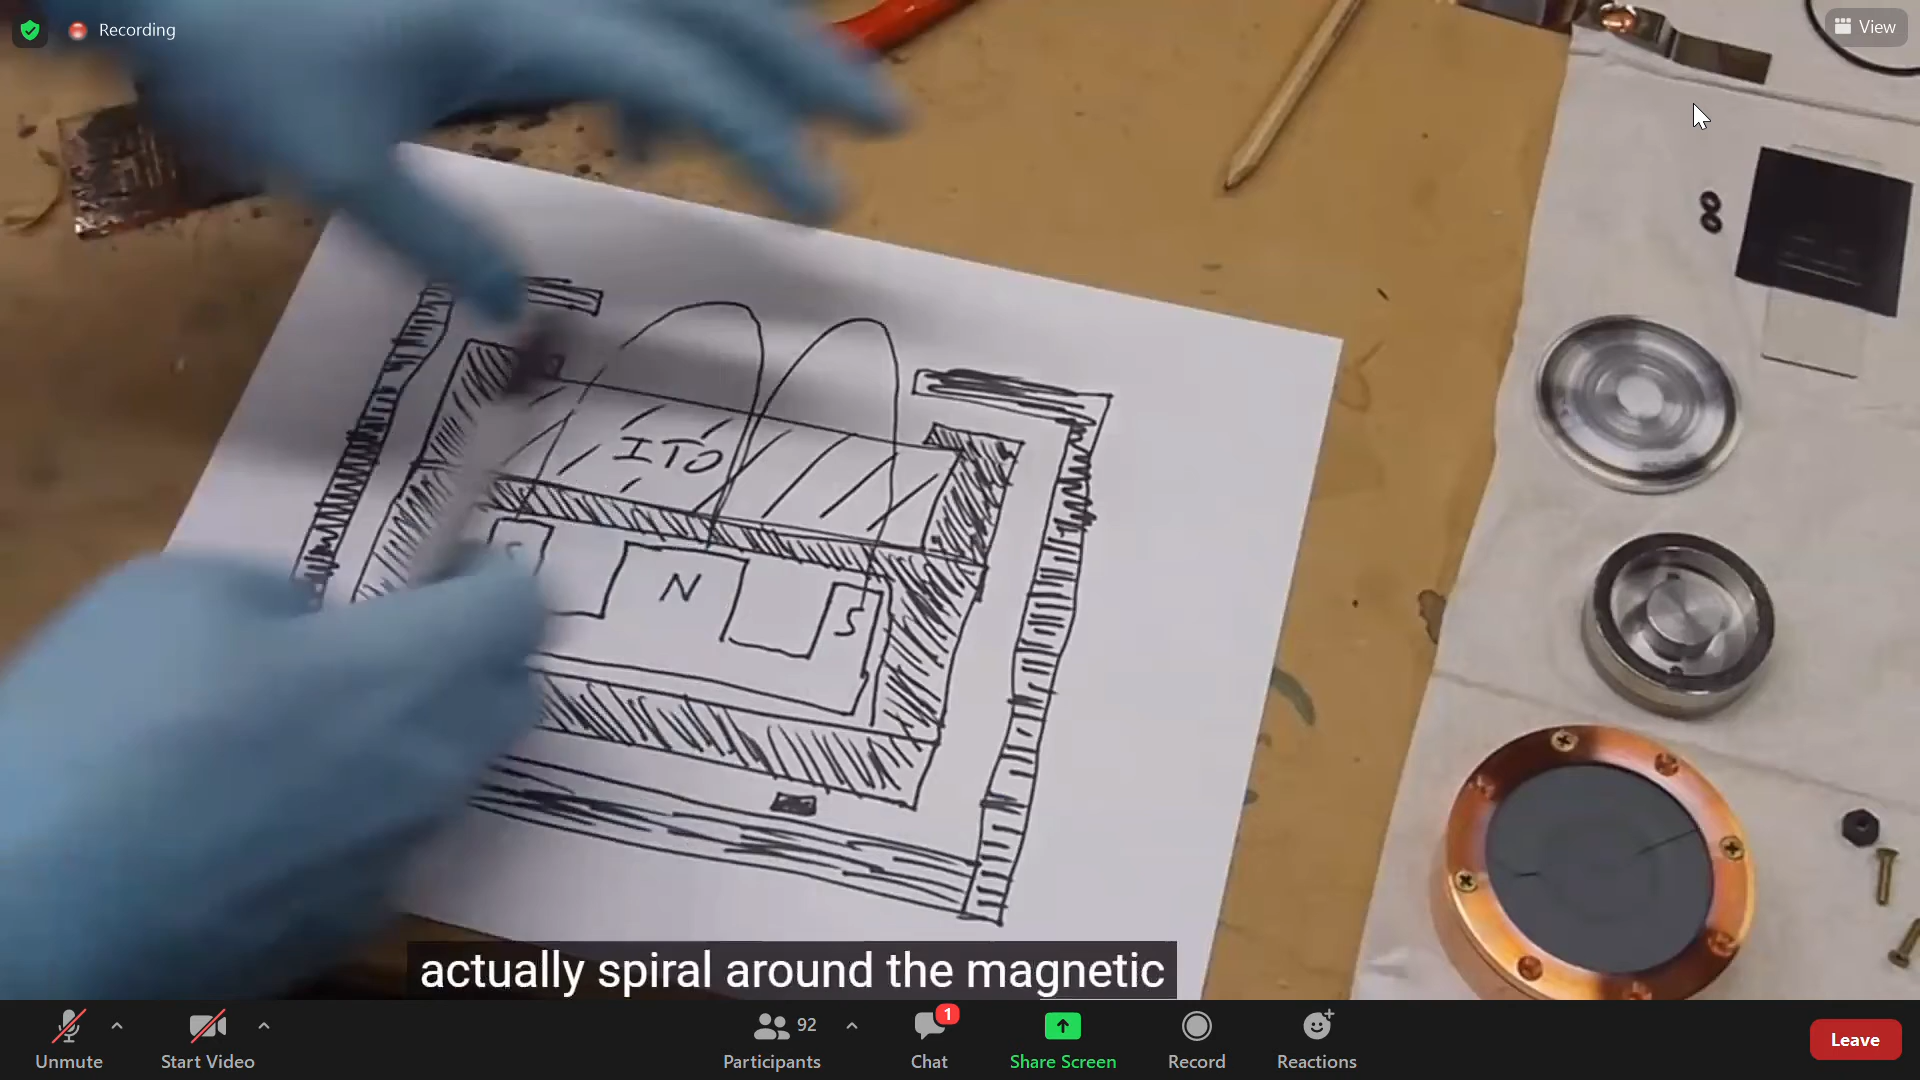 Recording
View
ITO
S
N
S
actually spiral around the magnetic
Unmute
Start Video
92
Participants
1
Chat
Share Screen
Record
Reactions
Leave